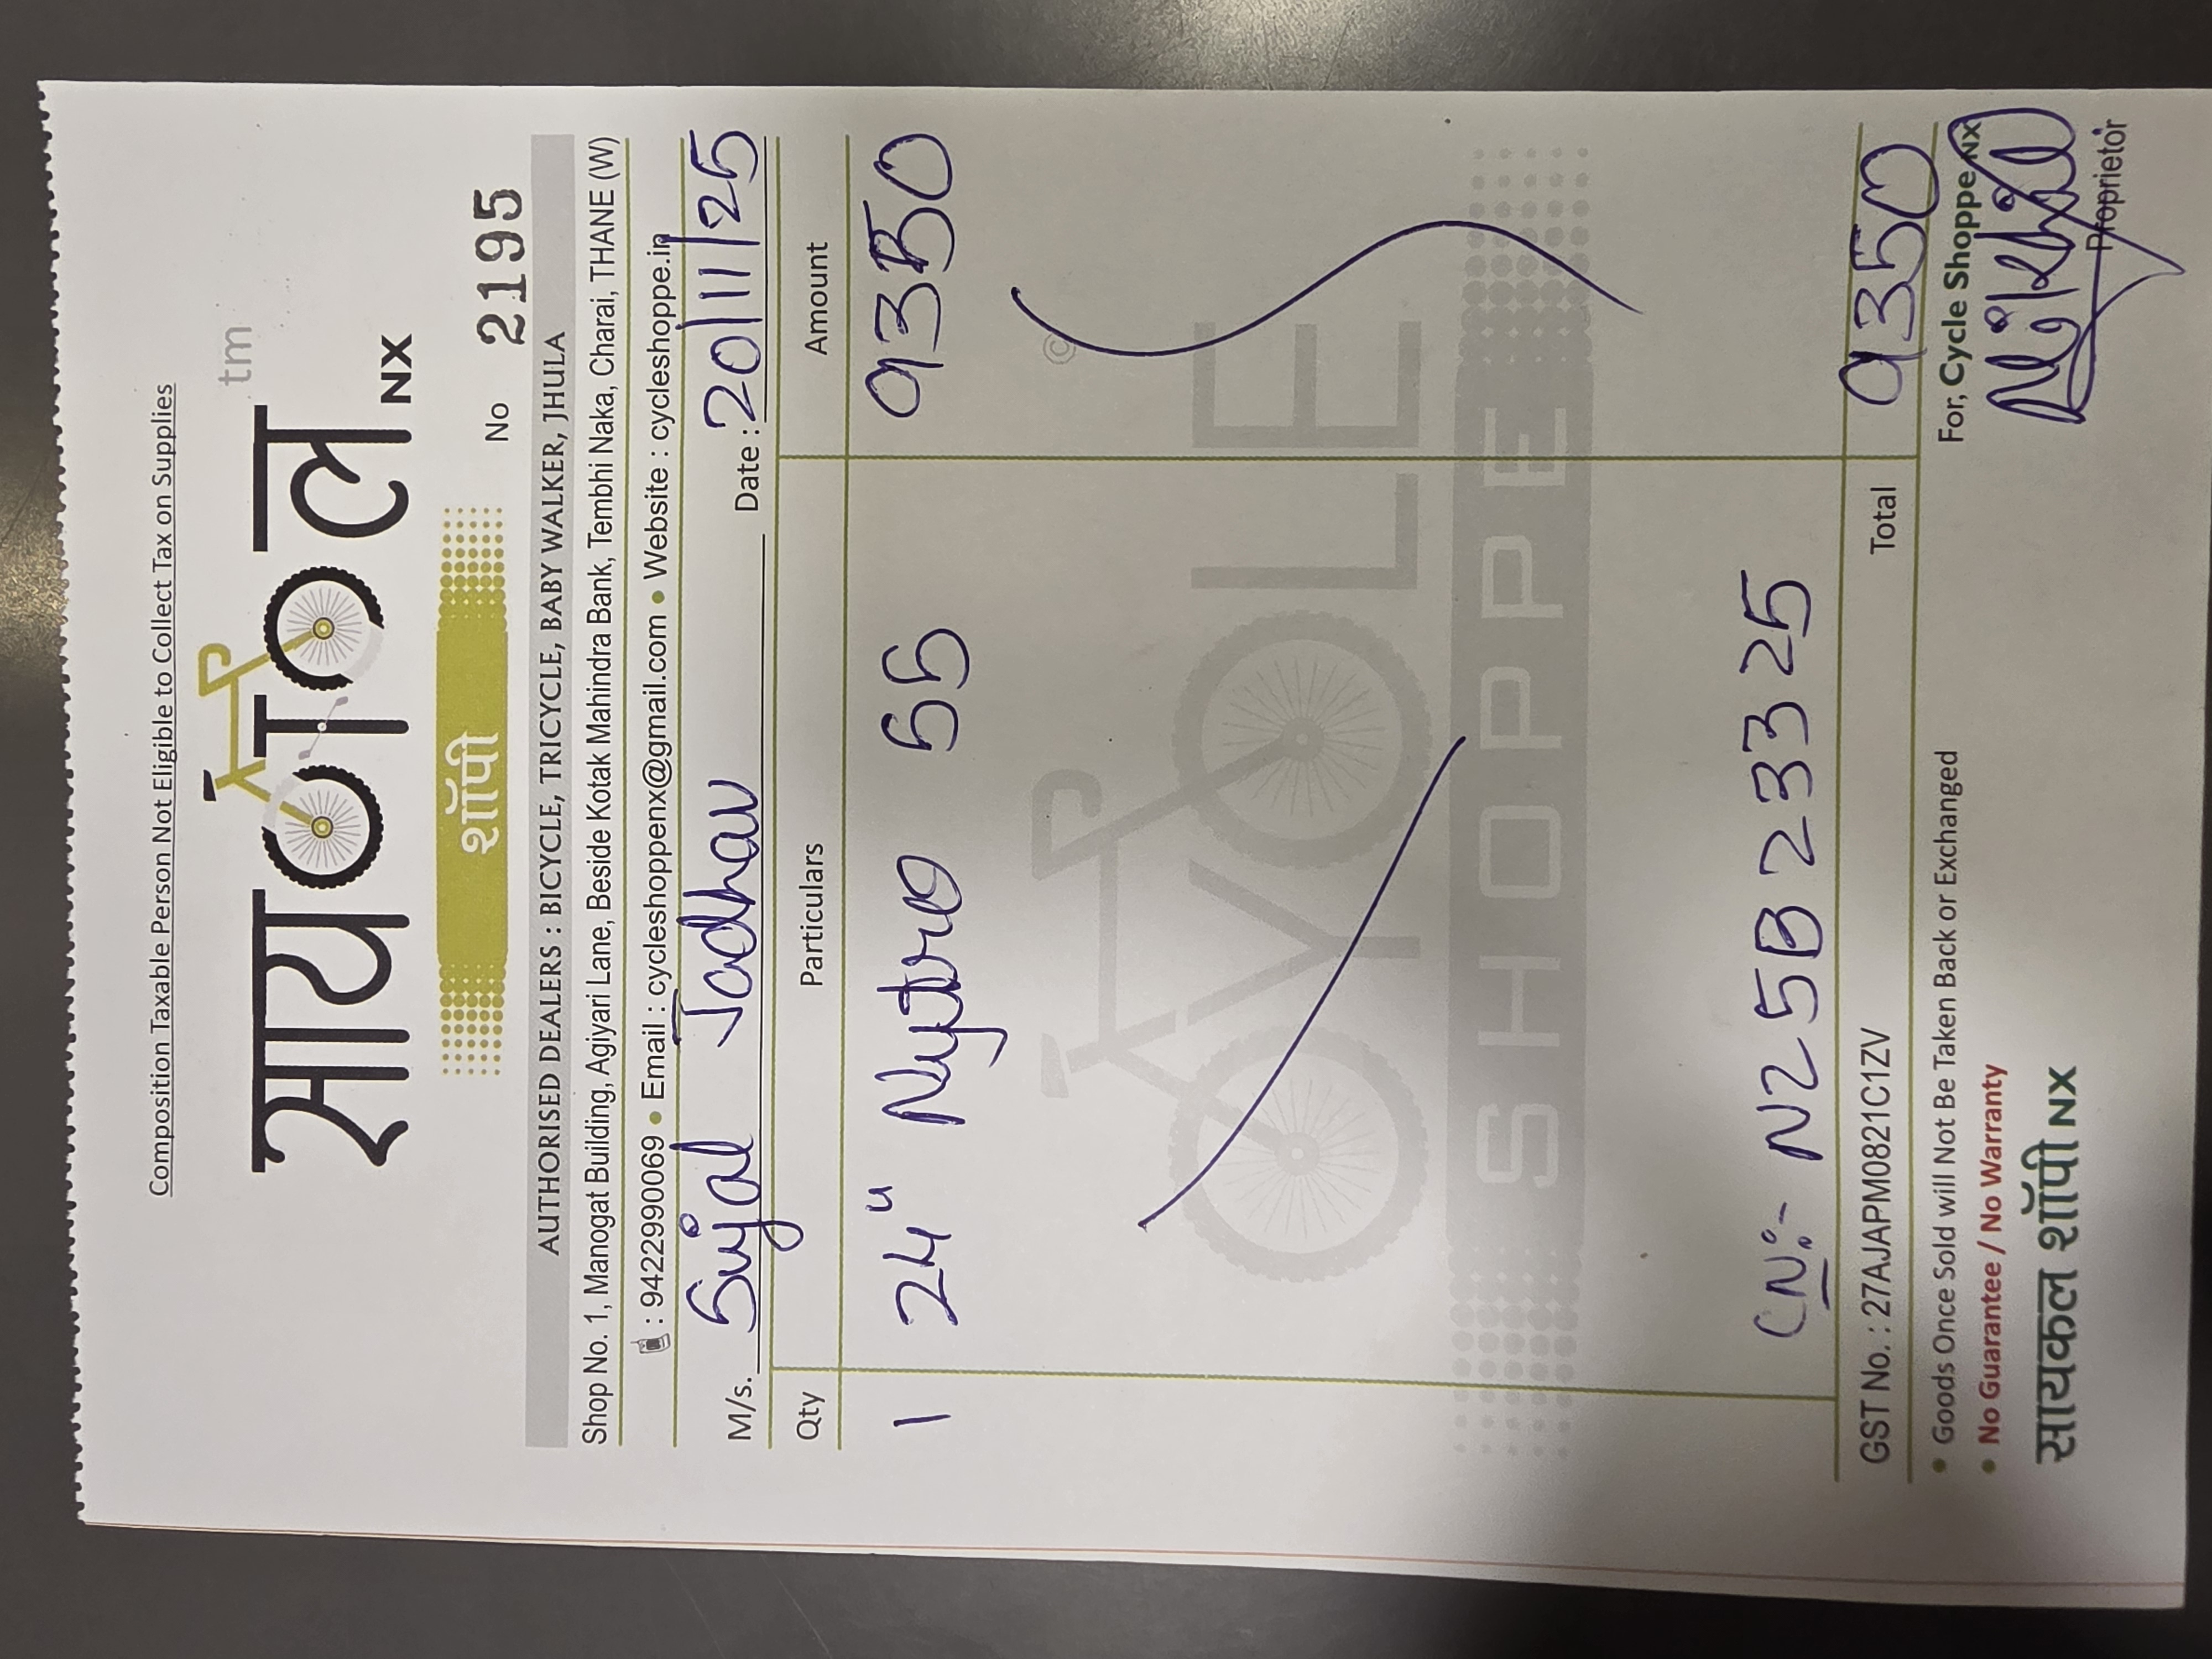 Composition Taxable Person Not Eligible to Collect Tax on Supplies
सायकल tm
NX
शॉपी
No 2195
AUTHORISED DEALERS : BICYCLE, TRICYCLE, BABY WALKER, JHULA
Shop No. 1, Manogat Building, Agiyari Lane, Beside Kotak Mahindra Bank, Tembhi Naka, Charai, THANE (W)
: 9422990069 • Email : cycleshoppenx@gmail.com • Website : cycleshoppe.in
M/s. Sujal Jadhav Date : 20/11/25
Qty Particulars Amount
1 24" Nytro SS 9350
CYCLE ©
SHOPPE
CN:- N25B23325
GST No. : 27AJAPM0821C1ZV Total 9350
• Goods Once Sold will Not Be Taken Back or Exchanged
For, Cycle Shoppe NX
• No Guarantee / No Warranty
सायकल शॉपी NX
Proprietor